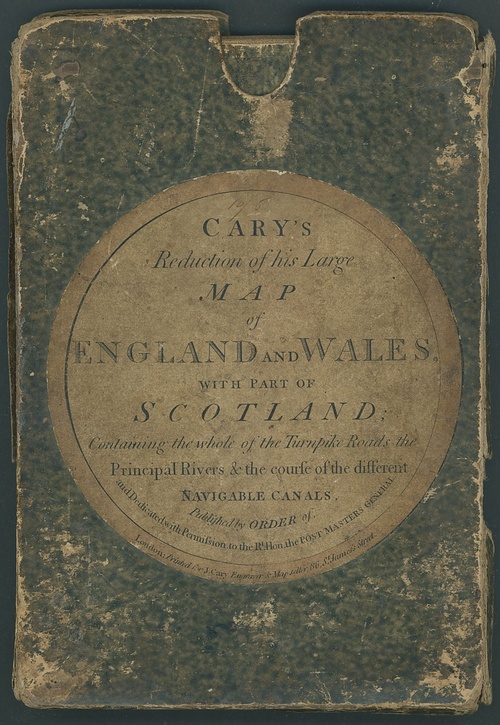 CARY'S
Reduction of his Large
MAP
of
ENGLAND AND WALES,
WITH PART OF
SCOTLAND;
Containing the whole of the Turnpike Roads the
Principal Rivers & the courſe of the different
NAVIGABLE CANALS.
Publiſhed by ORDER of
and Dedicated with Permiſsion to the Rt. Hon. the POST MASTERS GENERAL
London: Printed for J. Cary Engraver & Map-ſeller 86, St. James's Street